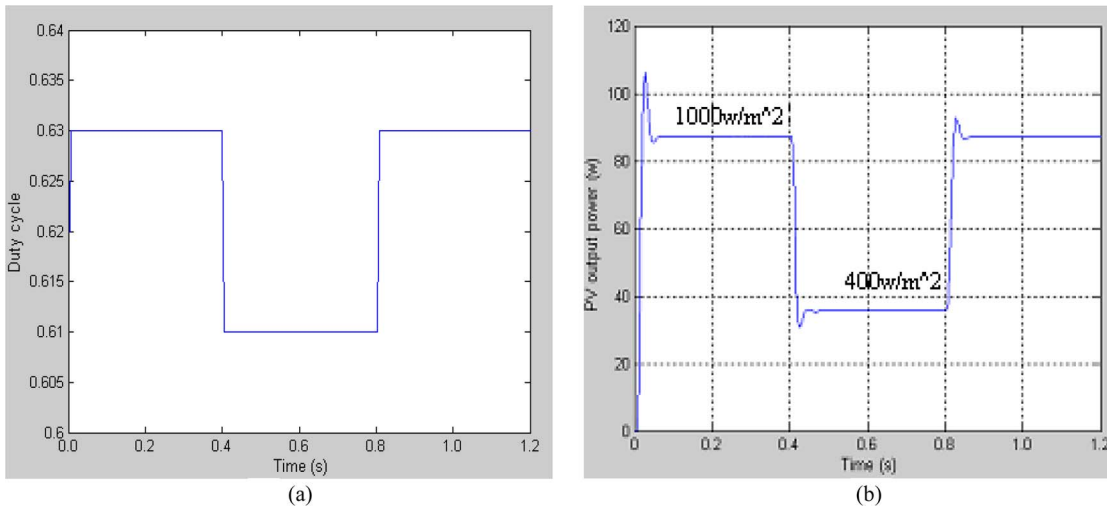 0.64
0.635
0.63
0.625
0.62
0.615
0.61
0.605
0.6
Duty cycle
0.0 0.2 0.4 0.6 0.8 1.0 1.2
Time (s)
(a)
120
100
80
60
40
20
0
PV output power (w)
1000w/m^2
400w/m^2
0 0.2 0.4 0.6 0.8 1.0 1.2
Time (s)
(b)